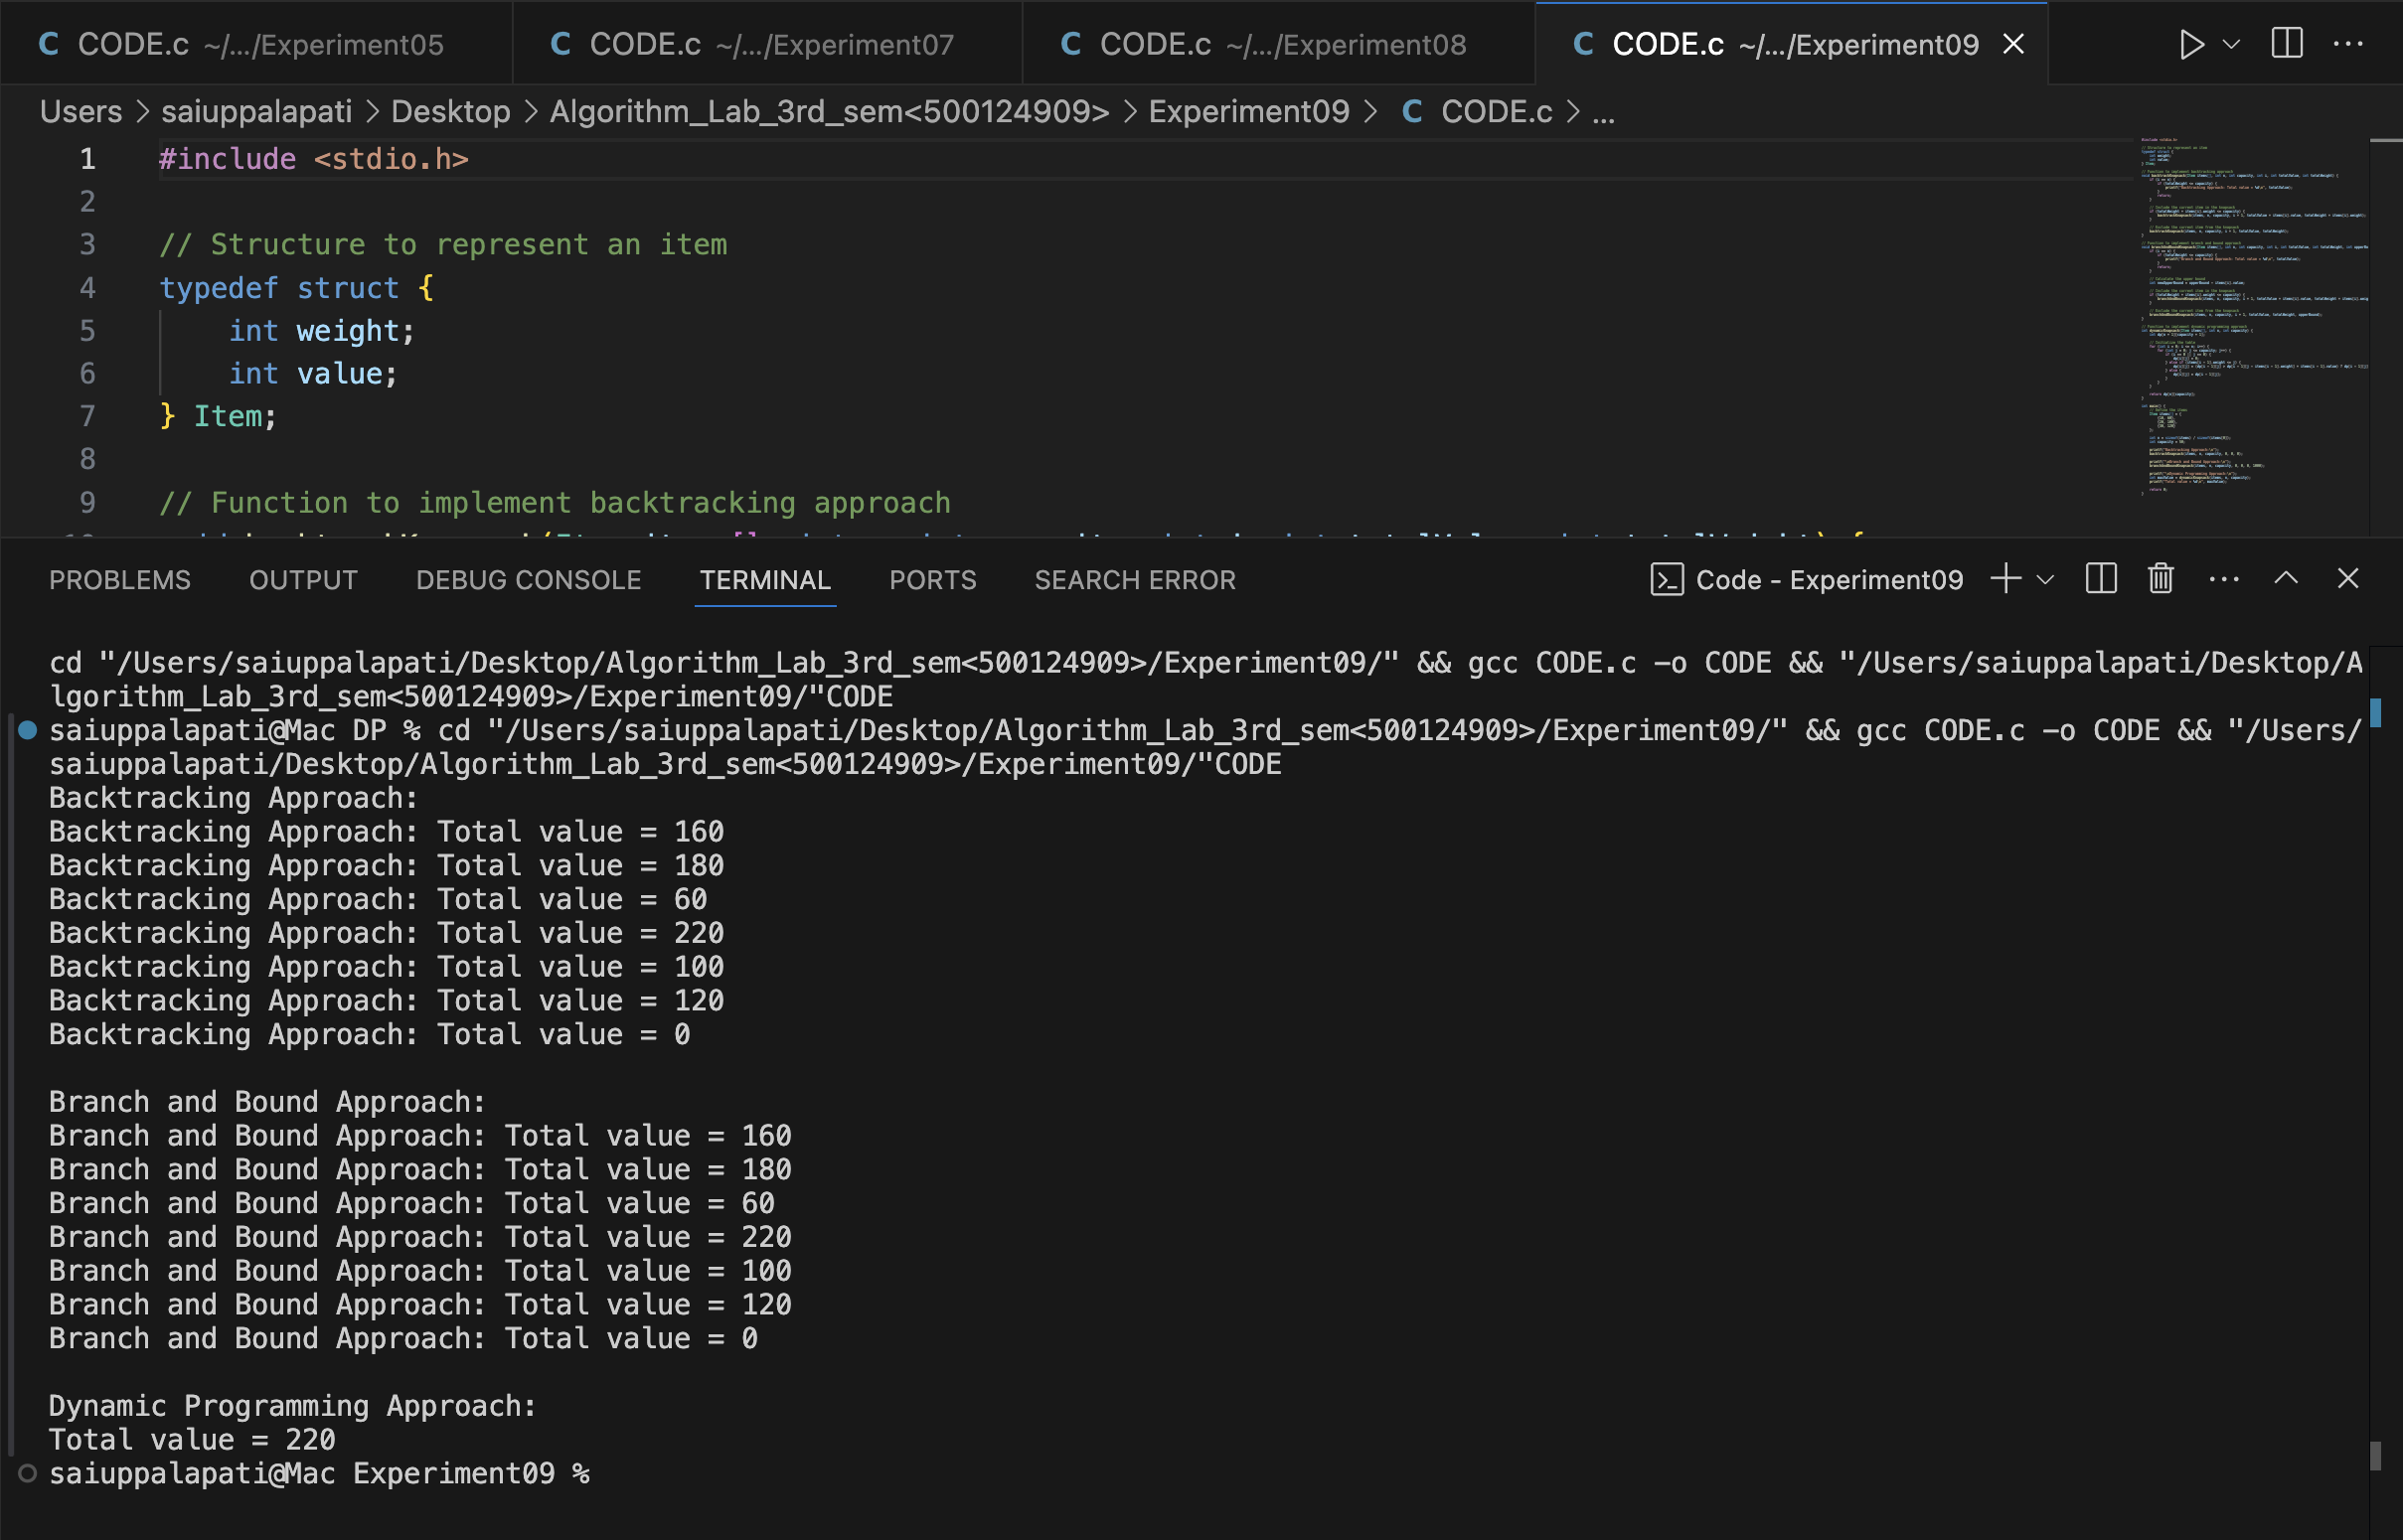 C CODE.c ~/.../Experiment05 C CODE.c ~/.../Experiment07 C CODE.c ~/.../Experiment08 C CODE.c ~/.../Experiment09
Users > saiuppalapati > Desktop > Algorithm_Lab_3rd_sem<500124909> > Experiment09 > C CODE.c > ...
1 #include <stdio.h>
2
3 // Structure to represent an item
4 typedef struct {
5 int weight;
6 int value;
7 } Item;
8
9 // Function to implement backtracking approach
PROBLEMS OUTPUT DEBUG CONSOLE TERMINAL PORTS SEARCH ERROR Code - Experiment09
cd "/Users/saiuppalapati/Desktop/Algorithm_Lab_3rd_sem<500124909>/Experiment09/" && gcc CODE.c -o CODE && "/Users/saiuppalapati/Desktop/A
lgorithm_Lab_3rd_sem<500124909>/Experiment09/"CODE
saiuppalapati@Mac DP % cd "/Users/saiuppalapati/Desktop/Algorithm_Lab_3rd_sem<500124909>/Experiment09/" && gcc CODE.c -o CODE && "/Users/
saiuppalapati/Desktop/Algorithm_Lab_3rd_sem<500124909>/Experiment09/"CODE
Backtracking Approach:
Backtracking Approach: Total value = 160
Backtracking Approach: Total value = 180
Backtracking Approach: Total value = 60
Backtracking Approach: Total value = 220
Backtracking Approach: Total value = 100
Backtracking Approach: Total value = 120
Backtracking Approach: Total value = 0

Branch and Bound Approach:
Branch and Bound Approach: Total value = 160
Branch and Bound Approach: Total value = 180
Branch and Bound Approach: Total value = 60
Branch and Bound Approach: Total value = 220
Branch and Bound Approach: Total value = 100
Branch and Bound Approach: Total value = 120
Branch and Bound Approach: Total value = 0

Dynamic Programming Approach:
Total value = 220
saiuppalapati@Mac Experiment09 %